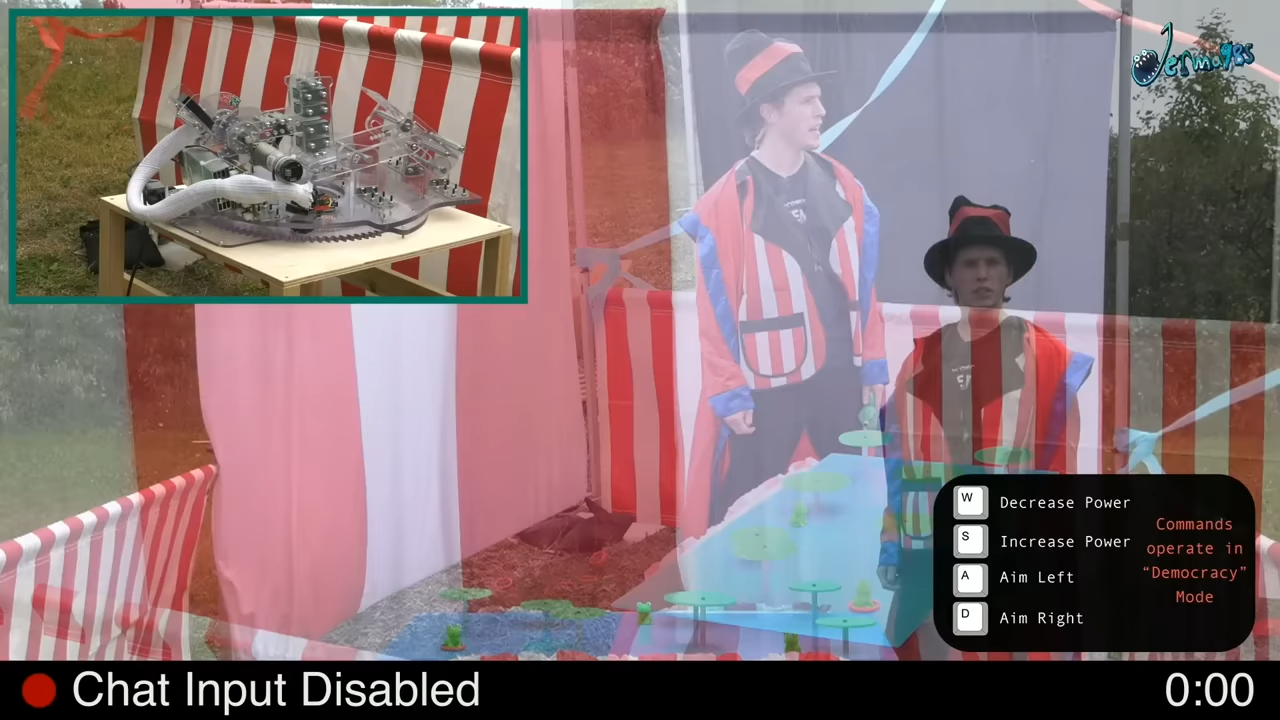 Jerma985
W Decrease Power
S Increase Power
A Aim Left
D Aim Right
Commands
operate in
“Democracy”
Mode
Chat Input Disabled
0:00